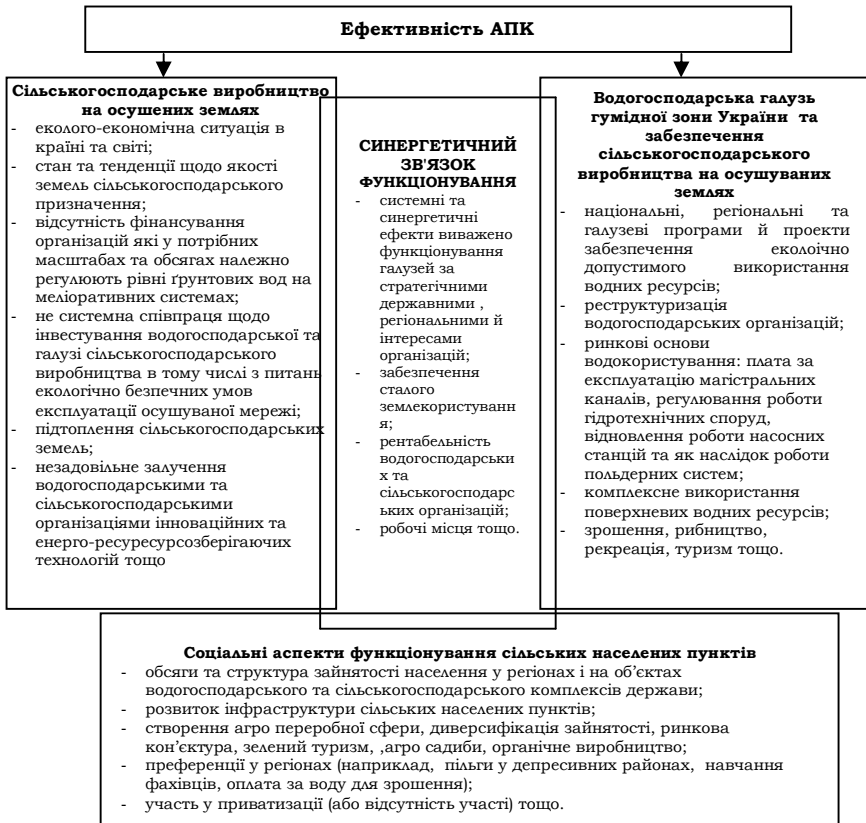 Ефективність АПК
Сільськогосподарське виробництво
на осушених землях
- еколого-економічна ситуація в
країні та світі;
- стан та тенденції щодо якості
земель сільськогосподарського
призначення;
- відсутність фінансування
організацій які у потрібних
масштабах та обсягах належно
регулюють рівні ґрунтових вод на
меліоративних системах;
- не системна співпраця щодо
інвестування водогосподарської та
галузі сільськогосподарського
виробництва в тому числі з питань
екологічно безпечних умов
експлуатації осушуваної мережі;
- підтоплення сільськогосподарських
земель;
- незадовільне залучення
водогосподарськими та
сільськогосподарськими
організаціями інноваційних та
енерго-ресуресурсозберігаючих
технологій тощо
СИНЕРГЕТИЧНИЙ
ЗВ'ЯЗОК
ФУНКЦІОНУВАННЯ
- системні та
синергетичні
ефекти виважено
функціонування
галузей за
стратегічними
державними ,
регіональними й
інтересами
організацій;
- забезпечення
сталого
землекористуванн
я;
- рентабельність
водогосподарськи
х та
сільськогосподарс
ьких організацій;
- робочі місця тощо.
Водогосподарська галузь
гумідної зони України та
забезпечення
сільськогосподарського
виробництва на осушуваних
землях
- національні, регіональні та
галузеві програми й проекти
забезпечення екологічно
допустимого використання
водних ресурсів;
- реструктуризація
водогосподарських організацій;
- ринкові основи
водокористування: плата за
експлуатацію магістральних
каналів, регулювання роботи
гідротехнічних споруд,
відновлення роботи насосних
станцій та як наслідок роботи
польдерних систем;
- комплексне використання
поверхневих водних ресурсів;
- зрошення, рибництво,
рекреація, туризм тощо.
Соціальні аспекти функціонування сільських населених пунктів
- обсяги та структура зайнятості населення у регіонах і на об’єктах
водогосподарського та сільськогосподарського комплексів держави;
- розвиток інфраструктури сільських населених пунктів;
- створення агро переробної сфери, диверсифікація зайнятості, ринкова
кон’єктура, зелений туризм, ,агро садиби, органічне виробництво;
- преференції у регіонах (наприклад, пільги у депресивних районах, навчання
фахівців, оплата за воду для зрошення);
- участь у приватизації (або відсутність участі) тощо.